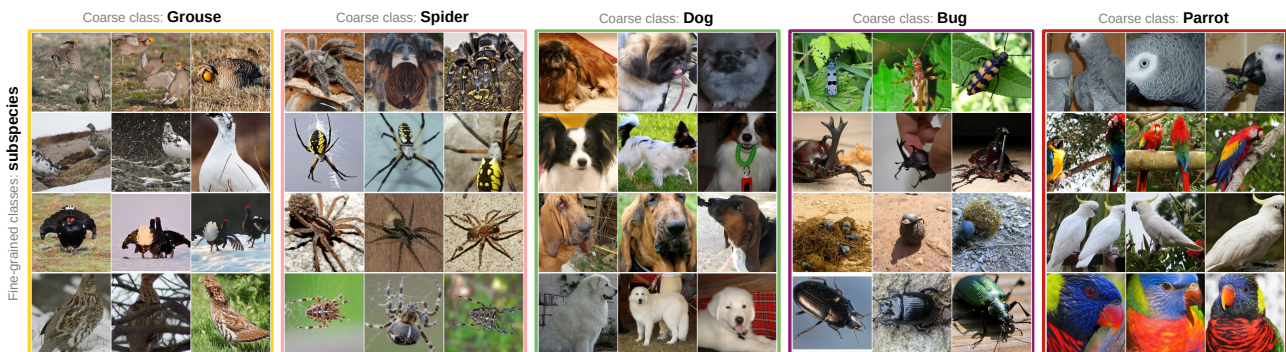 Coarse class: Grouse
Coarse class: Spider
Coarse class: Dog
Coarse class: Bug
Coarse class: Parrot
Fine-grained classes: subspecies